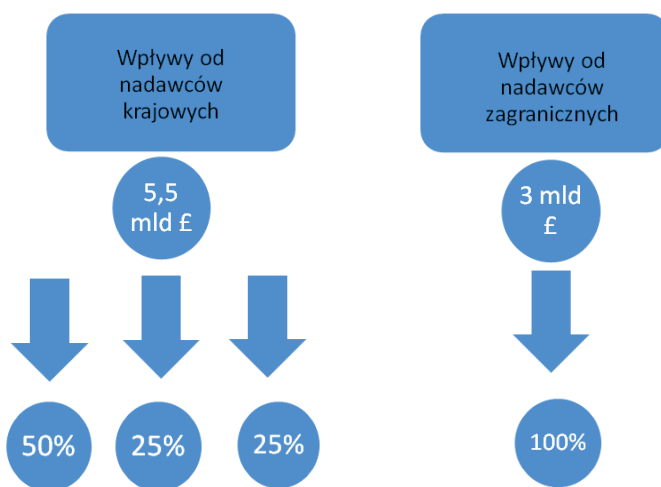 Wpływy od
nadawców
krajowych
Wpływy od
nadawców
zagranicznych
5,5
mld £
3 mld
£
50%
25%
25%
100%